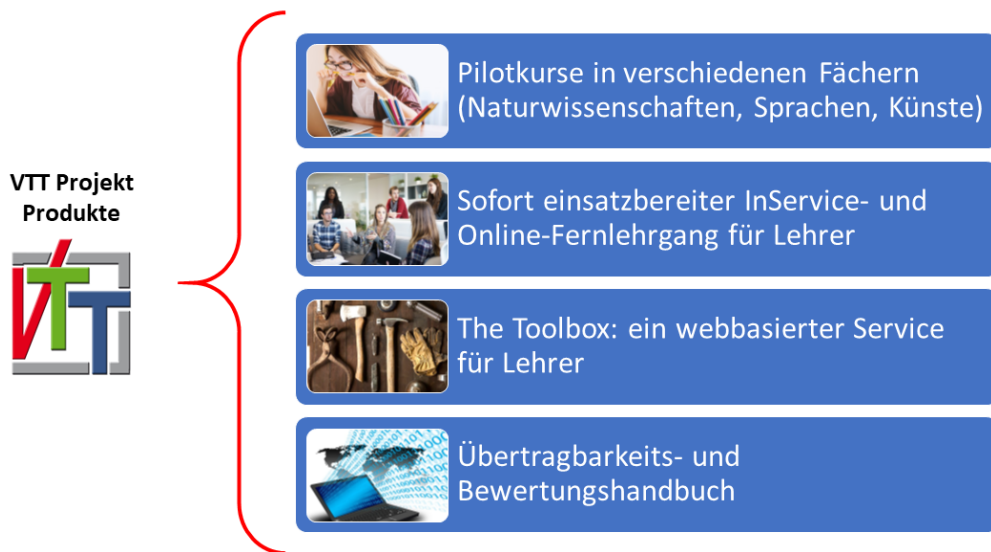 VTT Projekt
Produkte
VTT
Pilotkurse in verschiedenen Fächern
(Naturwissenschaften, Sprachen, Künste)
Sofort einsatzbereiter InService- und
Online-Fernlehrgang für Lehrer
The Toolbox: ein webbasierter Service
für Lehrer
Übertragbarkeits- und
Bewertungshandbuch